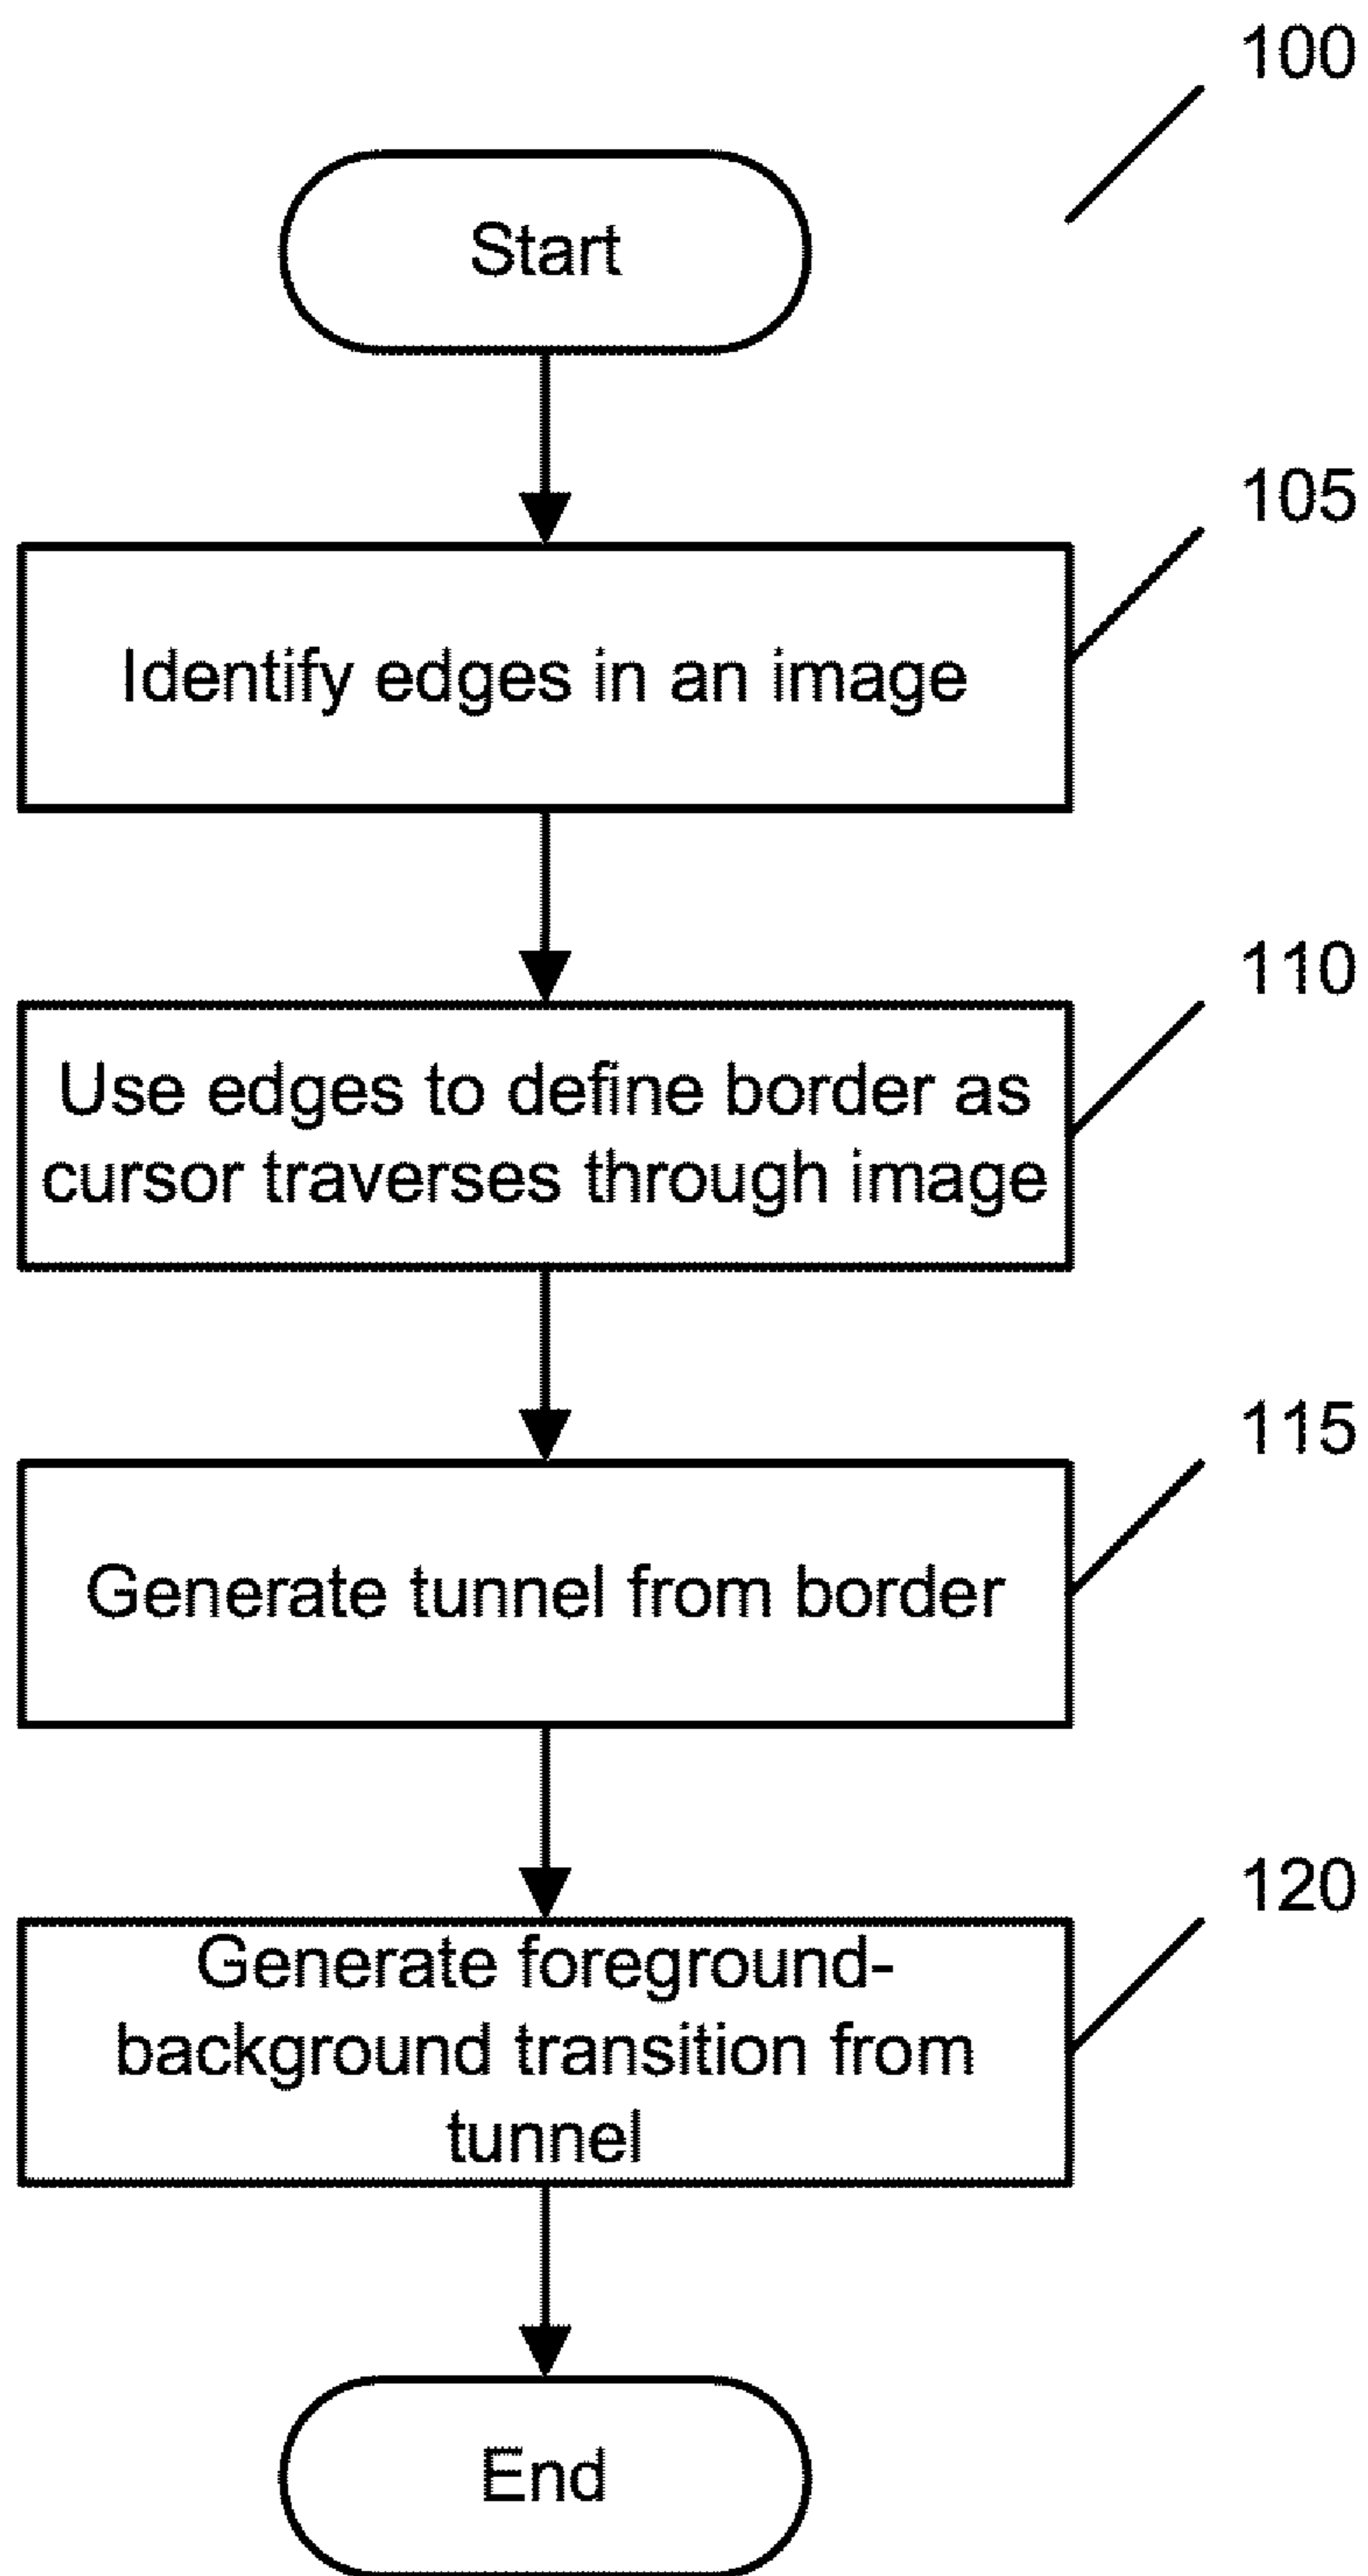 100
Start
105
Identify edges in an image
110
Use edges to define border as
cursor traverses through image
115
Generate tunnel from border
120
Generate foreground-
background transition from
tunnel
End